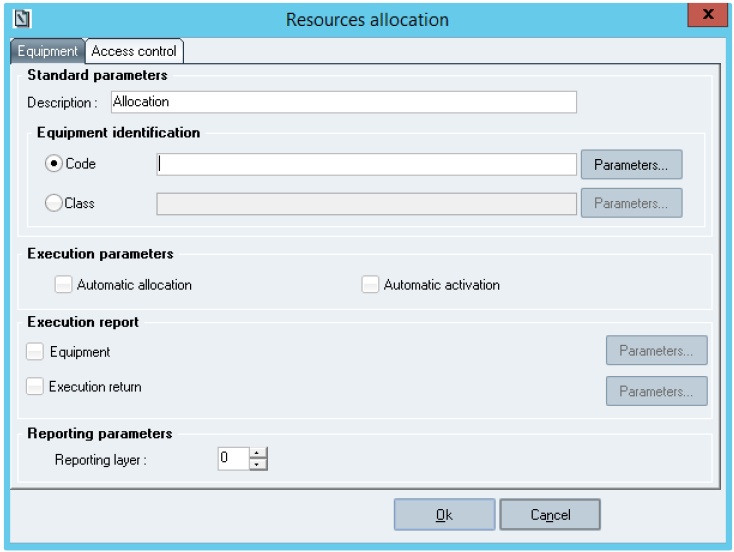 Resources allocation
x
Equipment Access control
Standard parameters
Description : Allocation
Equipment identification
Code Parameters...
Class Parameters...
Execution parameters
Automatic allocation Automatic activation
Execution report
Equipment Parameters...
Execution return Parameters...
Reporting parameters
Reporting layer : 0
Ok Cancel